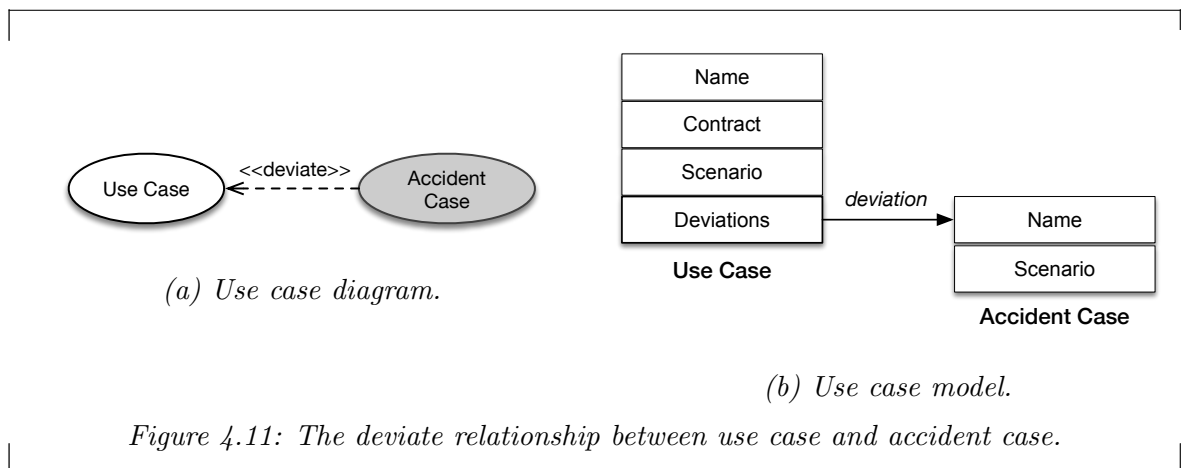 <<deviate>>
Use Case
Accident
Case
(a) Use case diagram.
Name
Contract
Scenario
Deviations
Use Case
deviation
Name
Scenario
Accident Case
(b) Use case model.
Figure 4.11: The deviate relationship between use case and accident case.